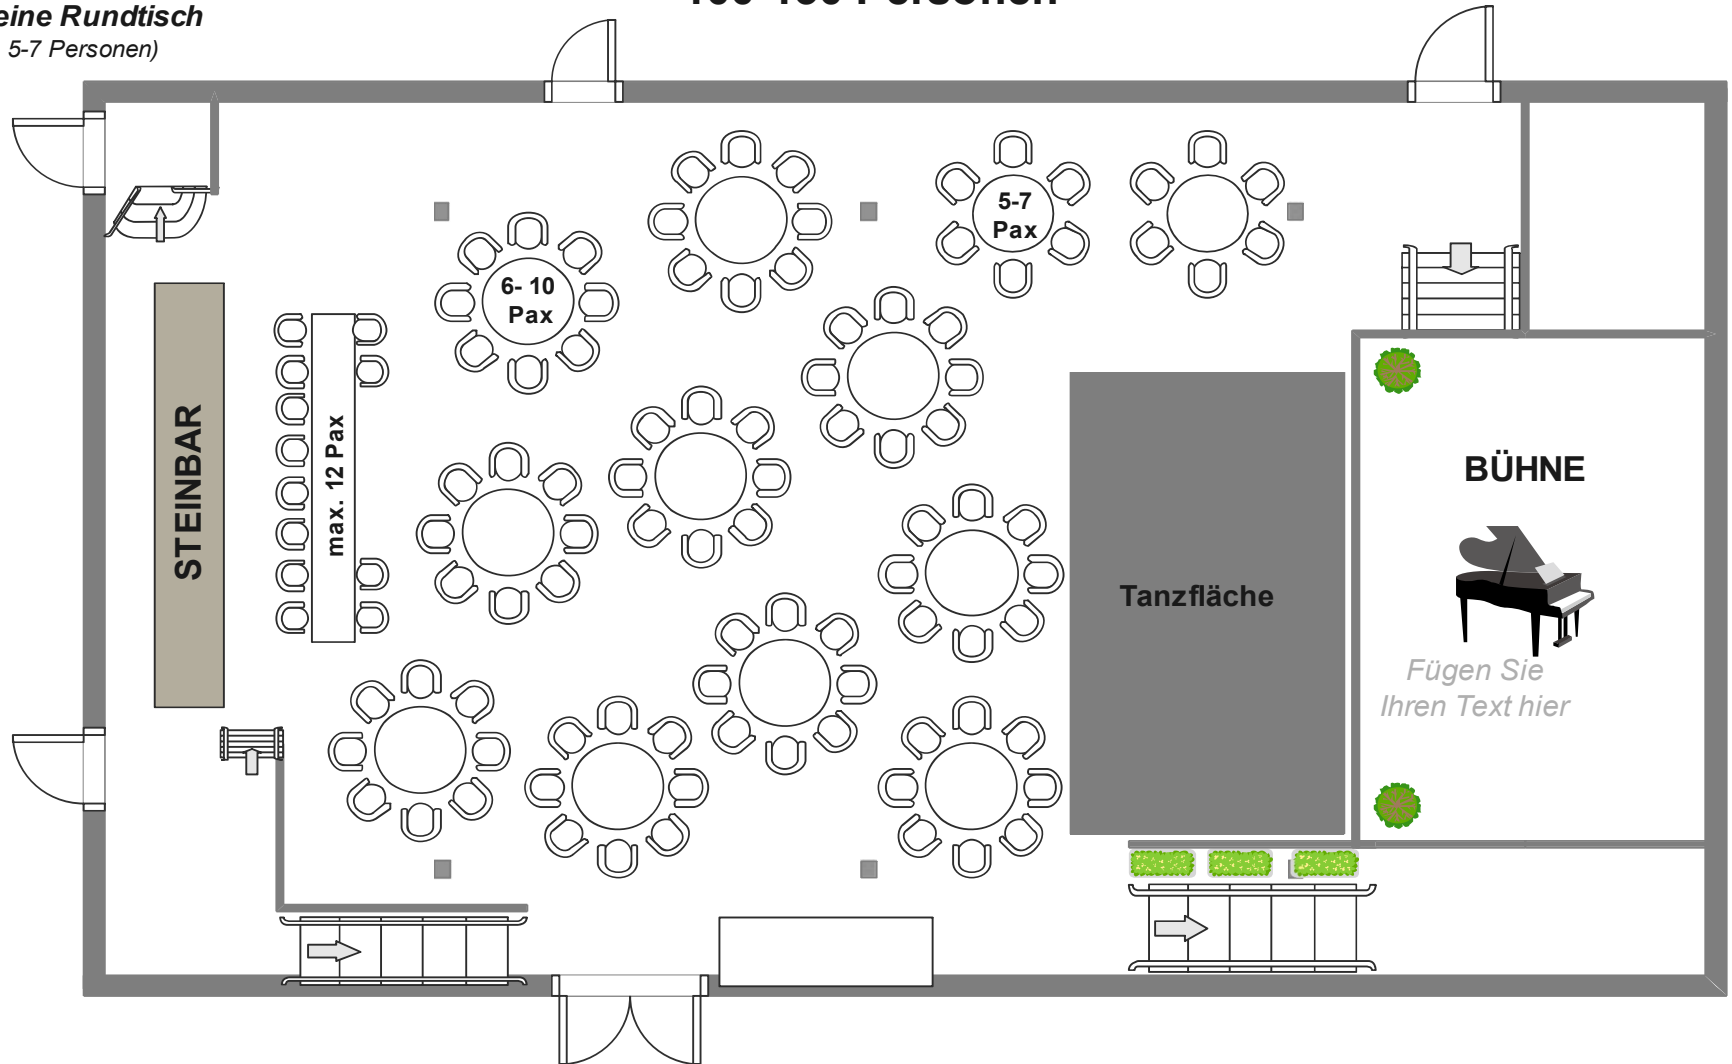 eine Rundtisch
5-7 Personen)
Personen
5-7
Pax
6- 10
Pax
STEINBAR
max. 12 Pax
BÜHNE
Tanzfläche
Fügen Sie
Ihren Text hier